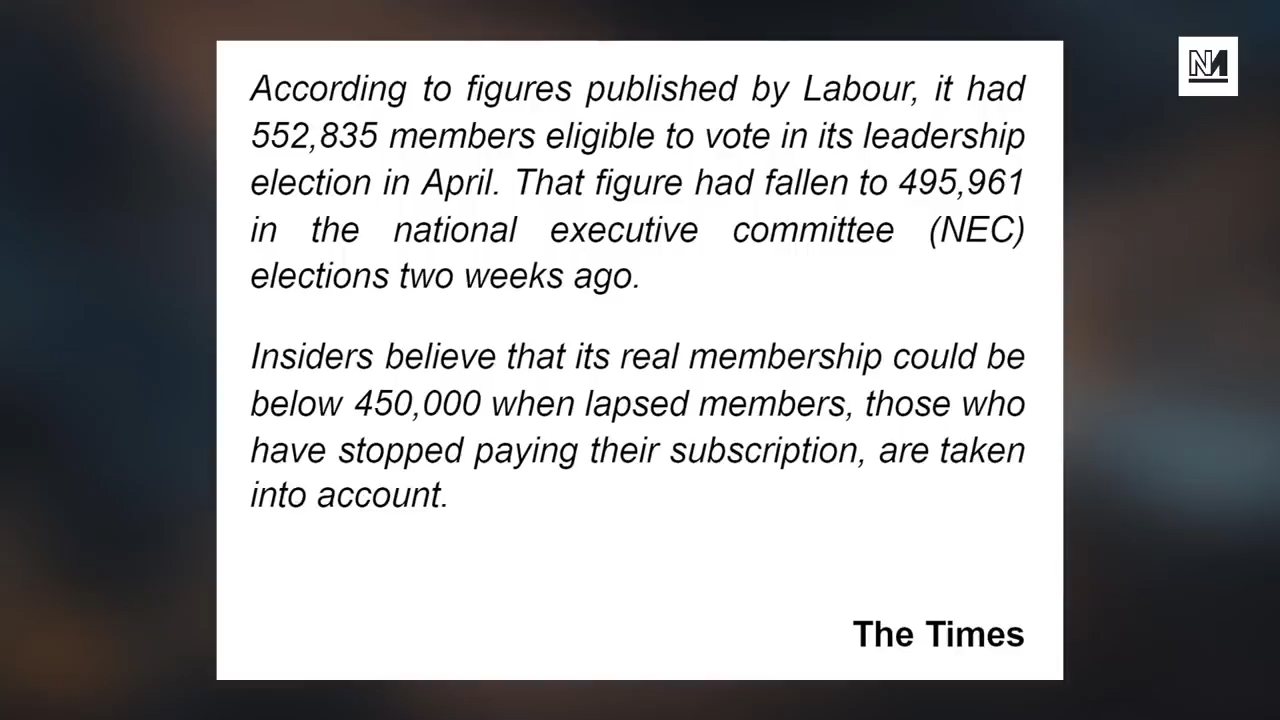 According to figures published by Labour, it had
552,835 members eligible to vote in its leadership
election in April. That figure had fallen to 495,961
in the national executive committee (NEC)
elections two weeks ago.
Insiders believe that its real membership could be
below 450,000 when lapsed members, those who
have stopped paying their subscription, are taken
into account.
The Times
NM